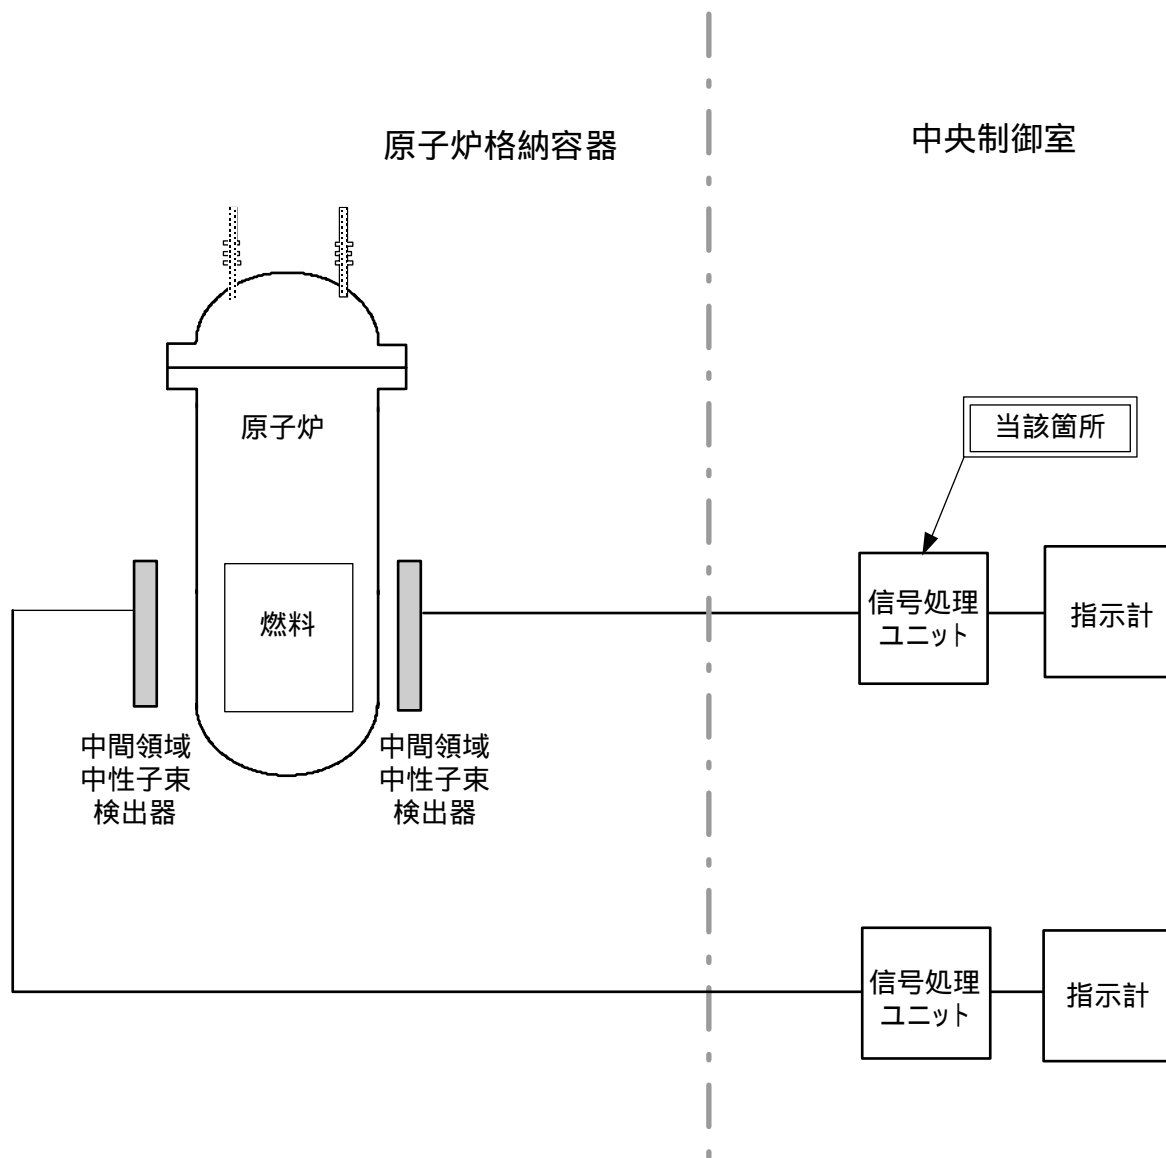 原子炉格納容器
中央制御室
原子炉
当該箇所
燃料
信号処理
ユニット
指示計
中間領域
中性子束
検出器
中間領域
中性子束
検出器
信号処理
ユニット
指示計